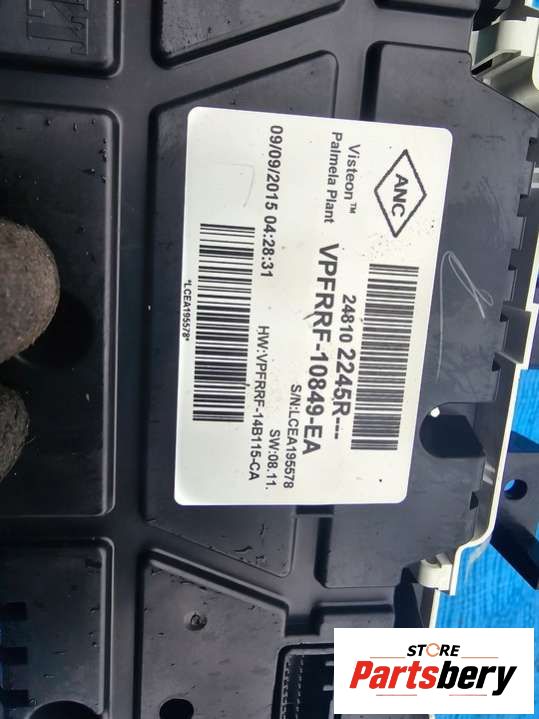 ANC
24810 2245R---
VPFRRF-10849-EA
S/N:LCEA195578
Visteon™
Palmela Plant
SW:08.11.
HW:VPFRRF-14B115-CA
09/09/2015 04:28:31
*LCEA195578*
STORE
Partsbery